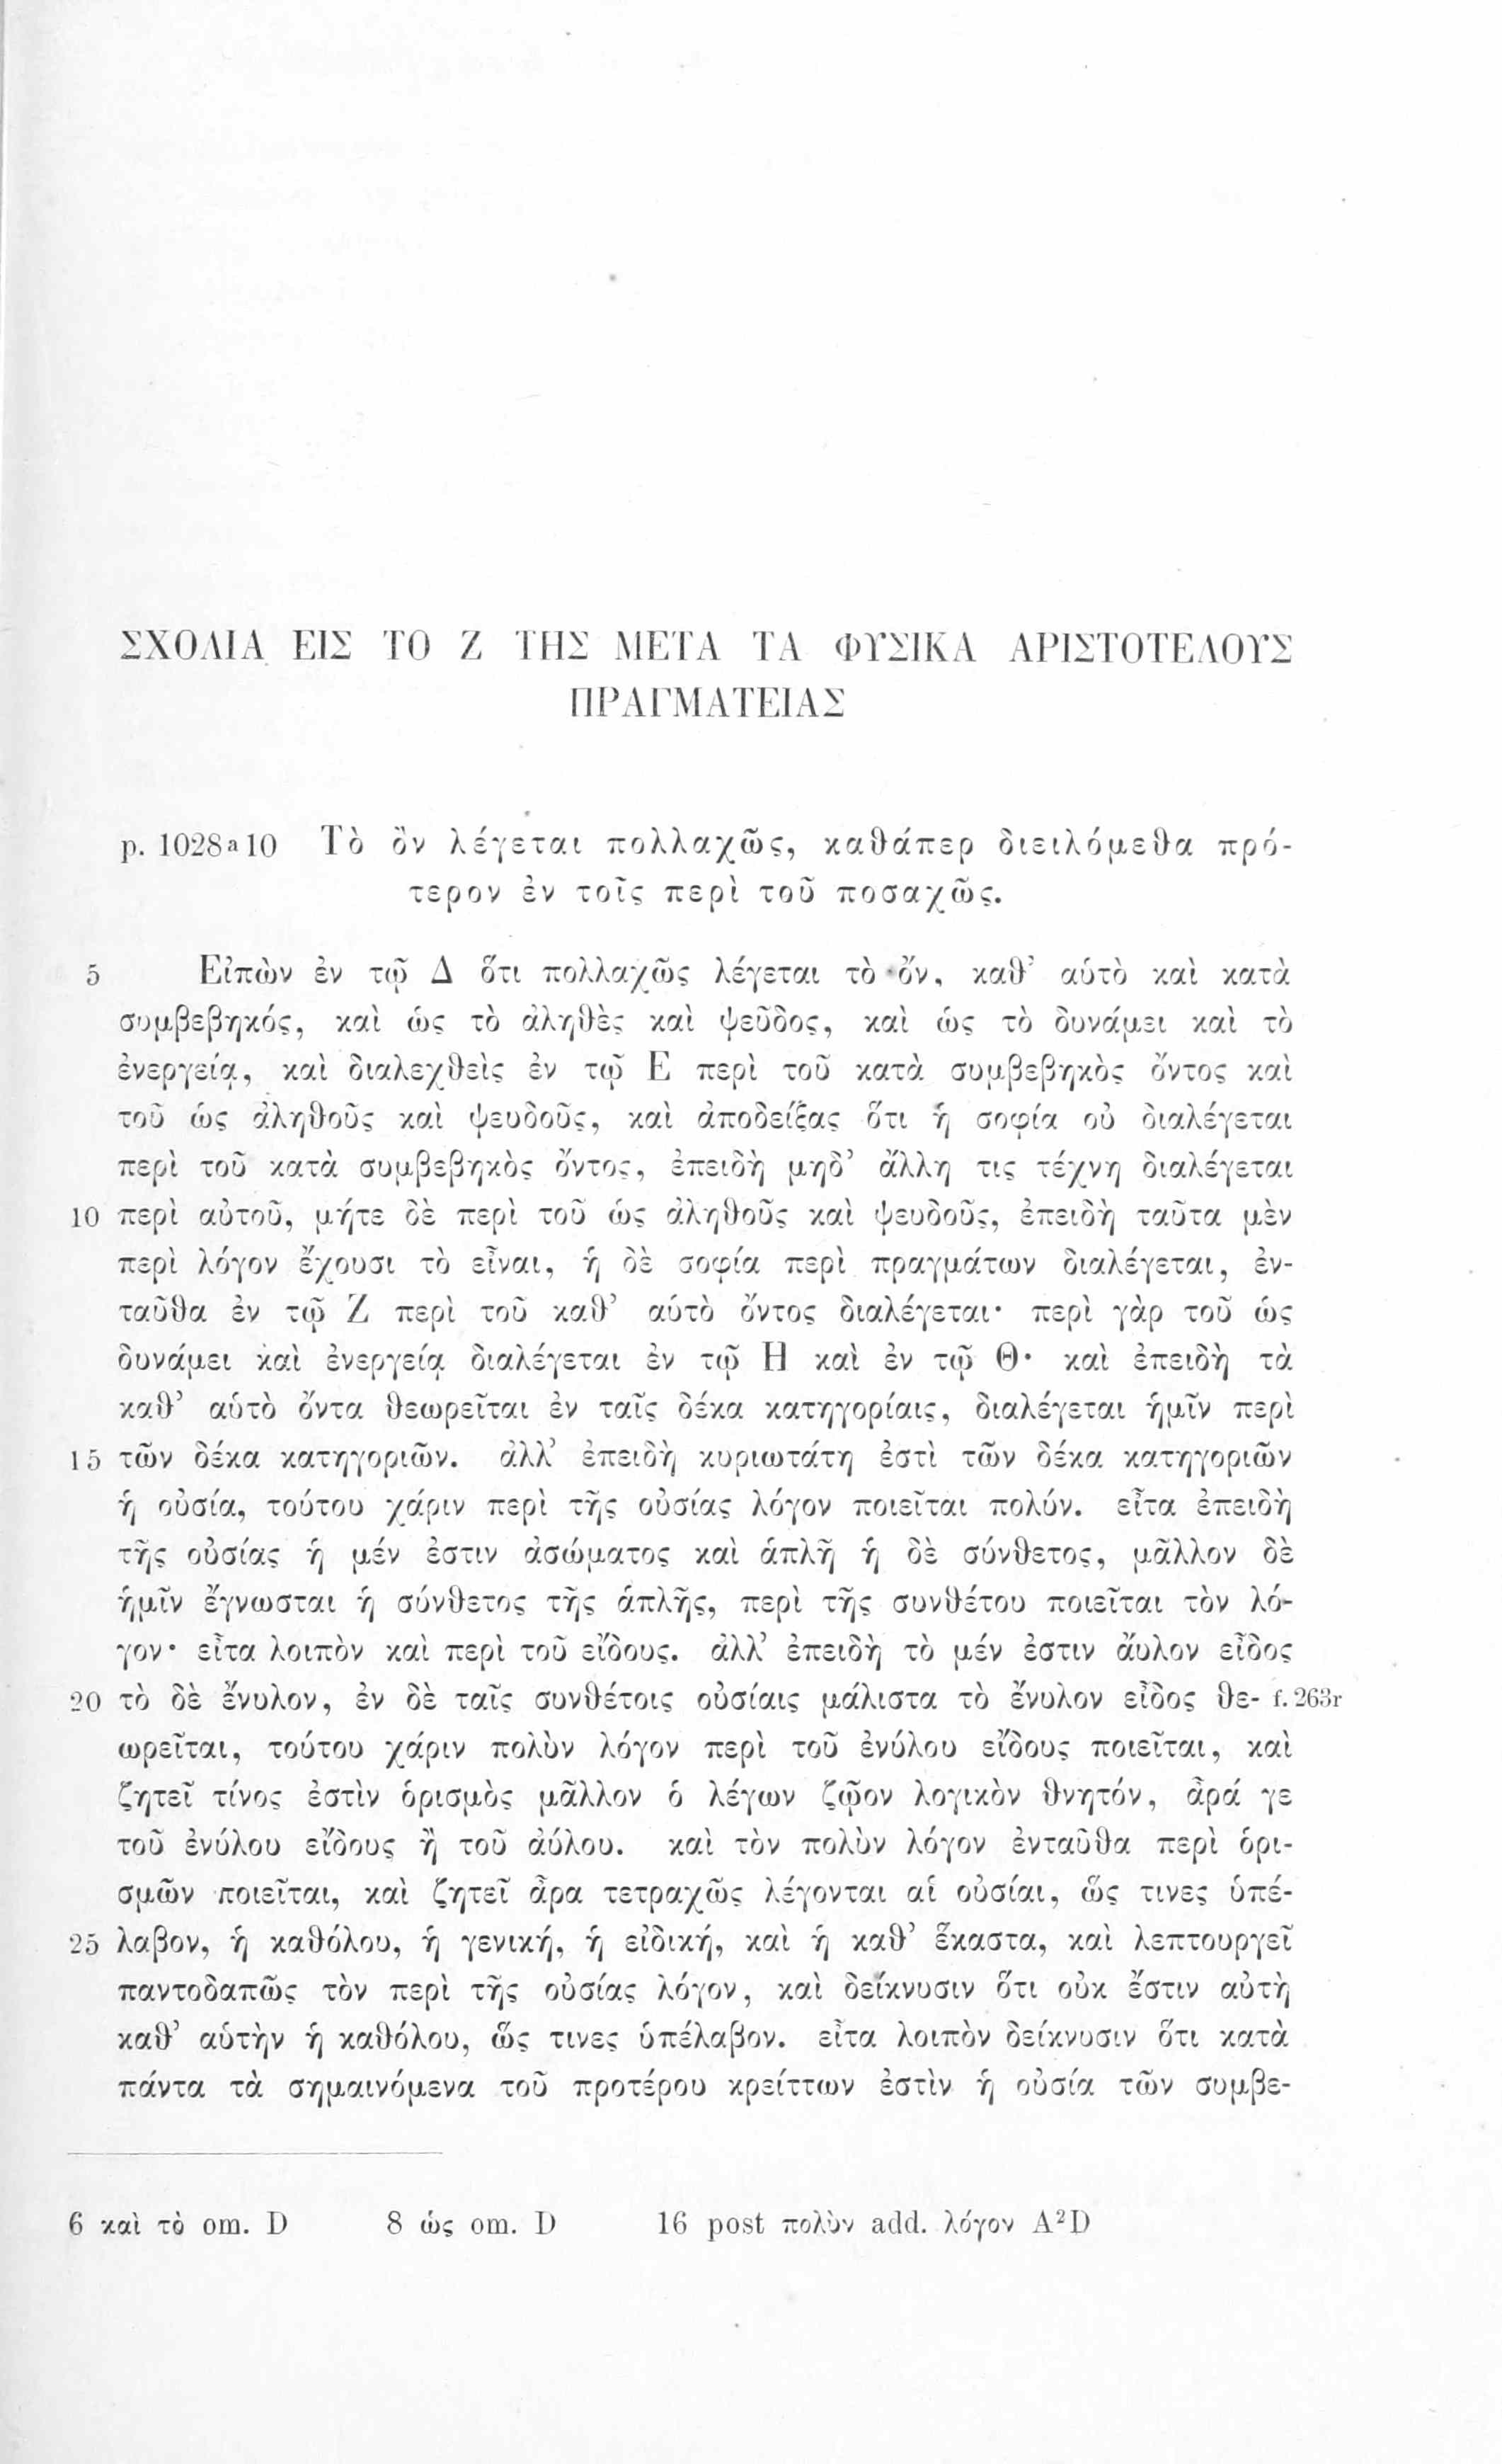 ΣΧΟΛΙΑ ΕΙΣ ΤΟ Ζ ΤΗΣ ΜΕΤΑ ΤΑ ΦΥΣΙΚΑ ΑΡΙΣΤΟΤΕΛΟΥΣ
ΠΡΑΓΜΑΤΕΙΑΣ
p. 1028a10 Τὸ ὂν λέγεται πολλαχῶς, καθάπερ διειλόμεθα πρό-
τερον ἐν τοῖς περὶ τοῦ ποσαχῶς.
5 Εἰπὼν ἐν τῷ Δ ὅτι πολλαχῶς λέγεται τὸ ὄν, καθ’ αὑτὸ καὶ κατὰ
συμβεβηκός, καὶ ὡς τὸ ἀληθὲς καὶ ψεῦδος, καὶ ὡς τὸ δυνάμει καὶ τὸ
ἐνεργείᾳ, καὶ διαλεχθεὶς ἐν τῷ Ε περὶ τοῦ κατὰ συμβεβηκὸς ὄντος καὶ
τοῦ ὡς ἀληθοῦς καὶ ψευδοῦς, καὶ ἀποδείξας ὅτι ἡ σοφία οὐ διαλέγεται
περὶ τοῦ κατὰ συμβεβηκὸς ὄντος, ἐπειδὴ μηδ’ ἄλλη τις τέχνη διαλέγεται
10 περὶ αὐτοῦ, μήτε δὲ περὶ τοῦ ὡς ἀληθοῦς καὶ ψευδοῦς, ἐπειδὴ ταῦτα μὲν
περὶ λόγον ἔχουσι τὸ εἶναι, ἡ δὲ σοφία περὶ πραγμάτων διαλέγεται, ἐν-
ταῦθα ἐν τῷ Ζ περὶ τοῦ καθ’ αὑτὸ ὄντος διαλέγεται· περὶ γὰρ τοῦ ὡς
δυνάμει καὶ ἐνεργείᾳ διαλέγεται ἐν τῷ Η καὶ ἐν τῷ Θ· καὶ ἐπειδὴ τὰ
καθ’ αὑτὸ ὄντα θεωρεῖται ἐν ταῖς δέκα κατηγορίαις, διαλέγεται ἡμῖν περὶ
15 τῶν δέκα κατηγοριῶν. ἀλλ’ ἐπειδὴ κυριωτάτη ἐστὶ τῶν δέκα κατηγοριῶν
ἡ οὐσία, τούτου χάριν περὶ τῆς οὐσίας λόγον ποιεῖται πολύν. εἶτα ἐπειδὴ
τῆς οὐσίας ἡ μέν ἐστιν ἀσώματος καὶ ἁπλῆ ἡ δὲ σύνθετος, μᾶλλον δὲ
ἡμῖν ἔγνωσται ἡ σύνθετος τῆς ἁπλῆς, περὶ τῆς συνθέτου ποιεῖται τὸν λό-
γον· εἶτα λοιπὸν καὶ περὶ τοῦ εἴδους. ἀλλ’ ἐπειδὴ τὸ μέν ἐστιν ἄυλον εἶδος
20 τὸ δὲ ἔνυλον, ἐν δὲ ταῖς συνθέτοις οὐσίαις μάλιστα τὸ ἔνυλον εἶδος θε- f. 263r
ωρεῖται, τούτου χάριν πολὺν λόγον περὶ τοῦ ἐνύλου εἴδους ποιεῖται, καὶ
ζητεῖ τίνος ἐστὶν ὁρισμὸς μᾶλλον ὁ λέγων ζῷον λογικὸν θνητόν, ἆρά γε
τοῦ ἐνύλου εἴδους ἢ τοῦ ἀύλου. καὶ τὸν πολὺν λόγον ἐνταῦθα περὶ ὁρι-
σμῶν ποιεῖται, καὶ ζητεῖ ἆρα τετραχῶς λέγονται αἱ οὐσίαι, ὥς τινες ὑπέ-
25 λαβον, ἡ καθόλου, ἡ γενική, ἡ εἰδική, καὶ ἡ καθ’ ἕκαστα, καὶ λεπτουργεῖ
παντοδαπῶς τὸν περὶ τῆς οὐσίας λόγον, καὶ δείκνυσιν ὅτι οὐκ ἔστιν αὐτὴ
καθ’ αὑτὴν ἡ καθόλου, ὥς τινες ὑπέλαβον. εἶτα λοιπὸν δείκνυσιν ὅτι κατὰ
πάντα τὰ σημαινόμενα τοῦ προτέρου κρείττων ἐστὶν ἡ οὐσία τῶν συμβε-
6 καὶ τὸ om. D 8 ὡς om. D 16 post πολὺν add. λόγον A²D